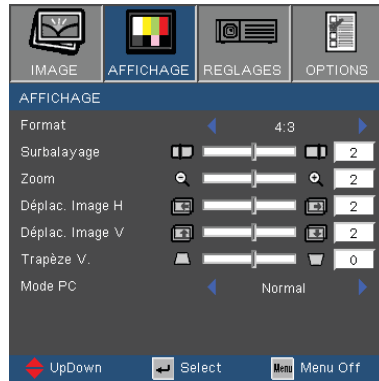 IMAGE AFFICHAGE REGLAGES OPTIONS
AFFICHAGE
Format 4:3
Surbalayage 2
Zoom 2
Déplac. Image H 2
Déplac. Image V 2
Trapèze V. 0
Mode PC Normal
UpDown Select Menu Menu Off